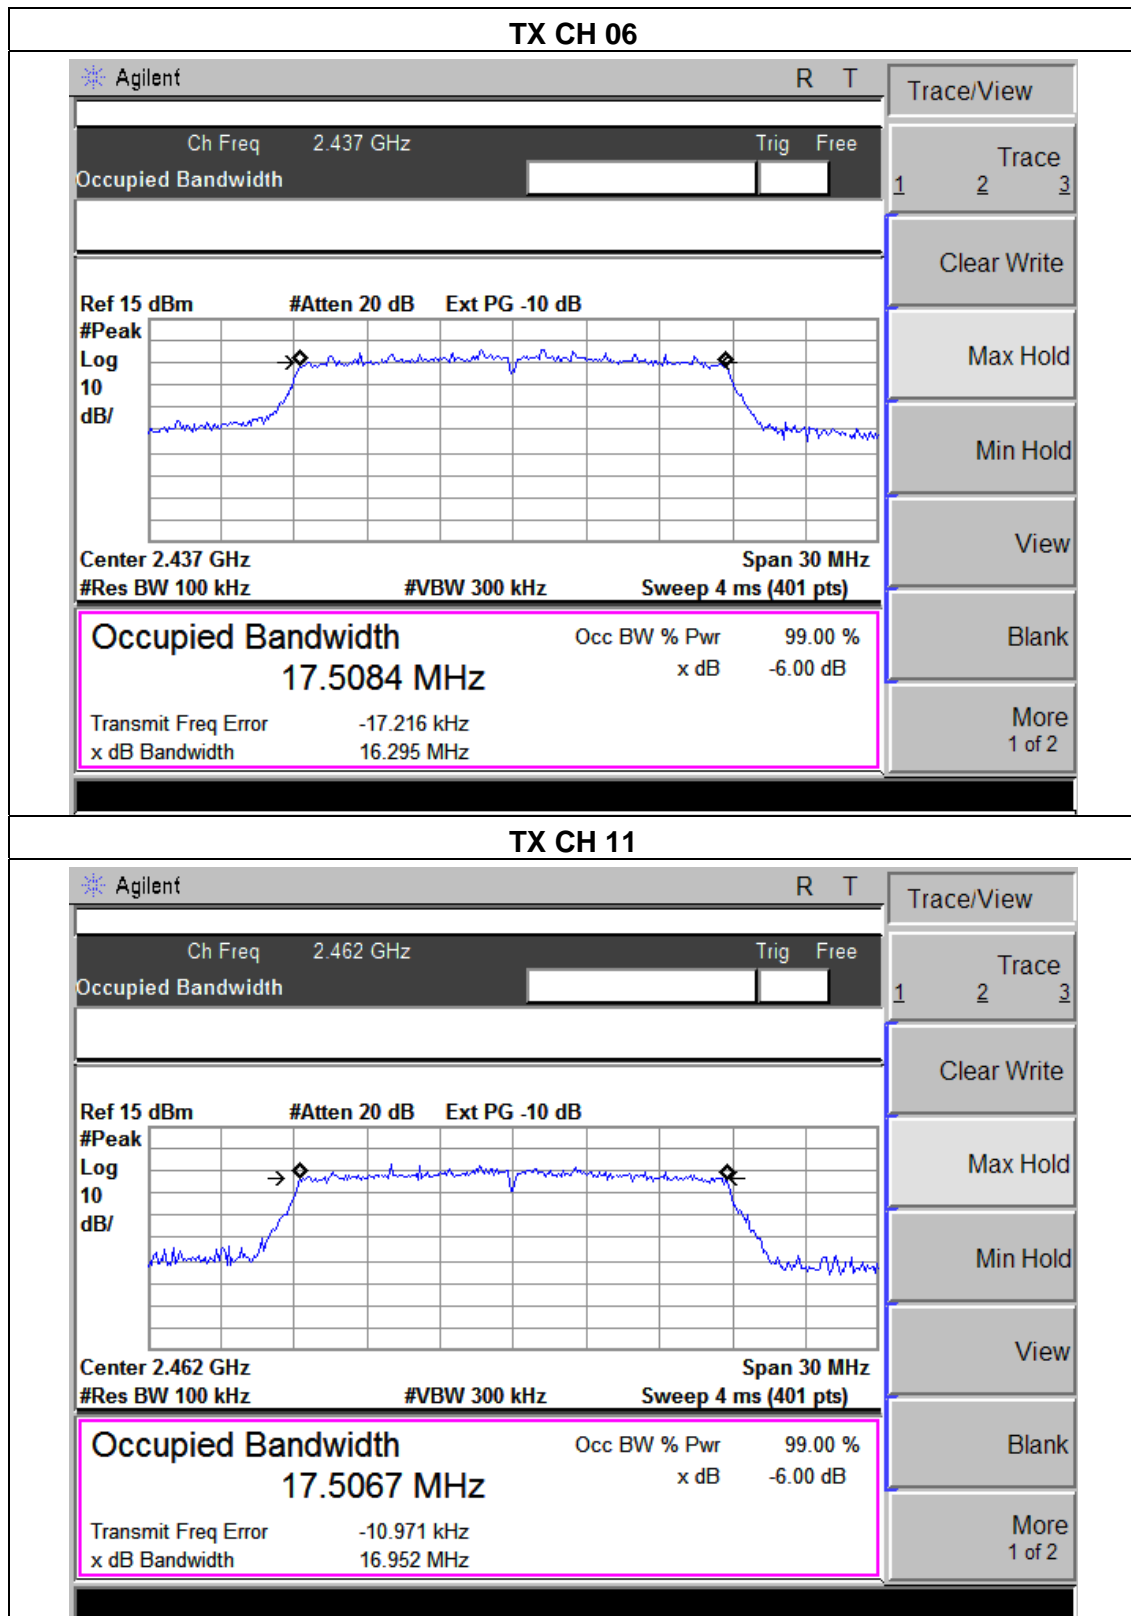 TX CH 06
Agilent R T
Trace/View
Ch Freq 2.437 GHz Trig Free
Occupied Bandwidth
Trace
1 2 3
Clear Write
Ref 15 dBm #Atten 20 dB Ext PG -10 dB
#Peak
Log
10
dB/
Max Hold
Min Hold
View
Center 2.437 GHz Span 30 MHz
#Res BW 100 kHz #VBW 300 kHz Sweep 4 ms (401 pts)
Occupied Bandwidth Occ BW % Pwr 99.00 %
17.5084 MHz x dB -6.00 dB
Blank
Transmit Freq Error -17.216 kHz
x dB Bandwidth 16.295 MHz
More
1 of 2
TX CH 11
Agilent R T
Trace/View
Ch Freq 2.462 GHz Trig Free
Occupied Bandwidth
Trace
1 2 3
Clear Write
Ref 15 dBm #Atten 20 dB Ext PG -10 dB
#Peak
Log
10
dB/
Max Hold
Min Hold
View
Center 2.462 GHz Span 30 MHz
#Res BW 100 kHz #VBW 300 kHz Sweep 4 ms (401 pts)
Occupied Bandwidth Occ BW % Pwr 99.00 %
17.5067 MHz x dB -6.00 dB
Blank
Transmit Freq Error -10.971 kHz
x dB Bandwidth 16.952 MHz
More
1 of 2